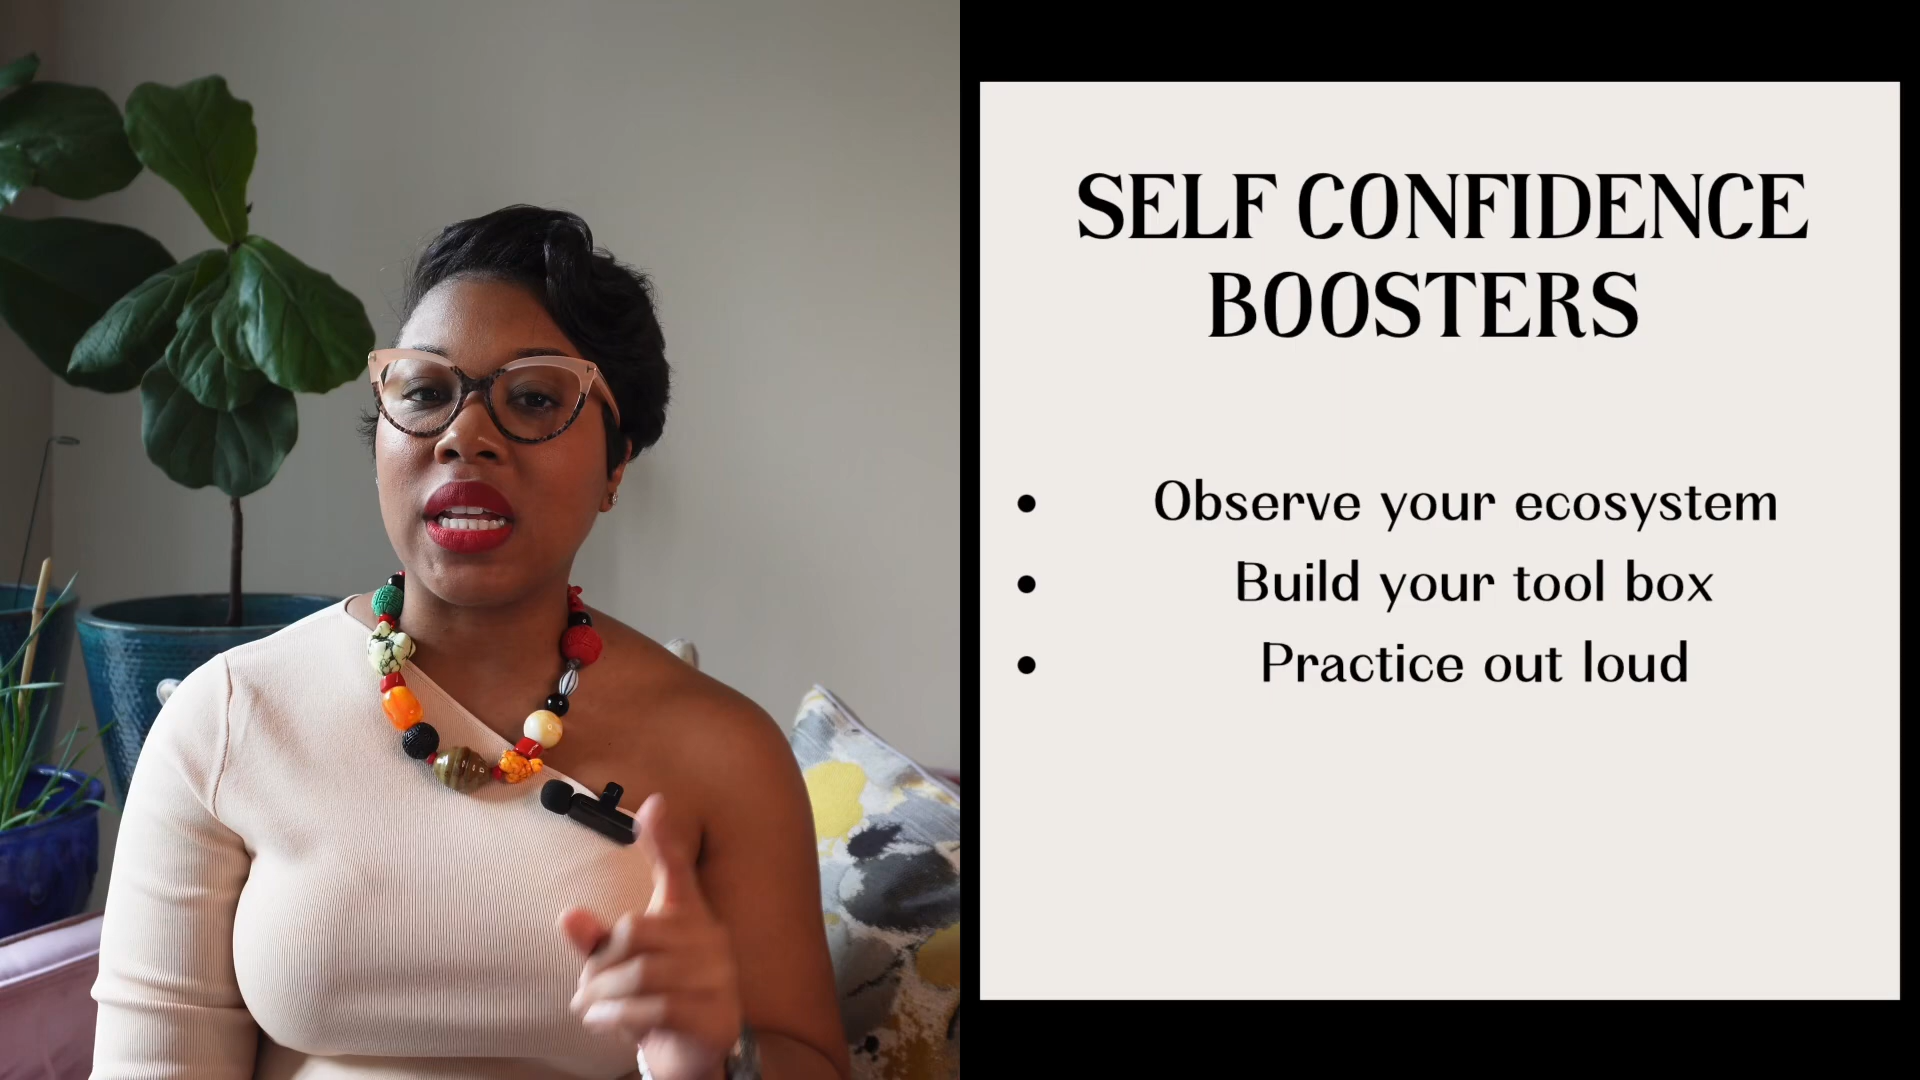 SELF CONFIDENCE
BOOSTERS
• Observe your ecosystem
• Build your tool box
• Practice out loud